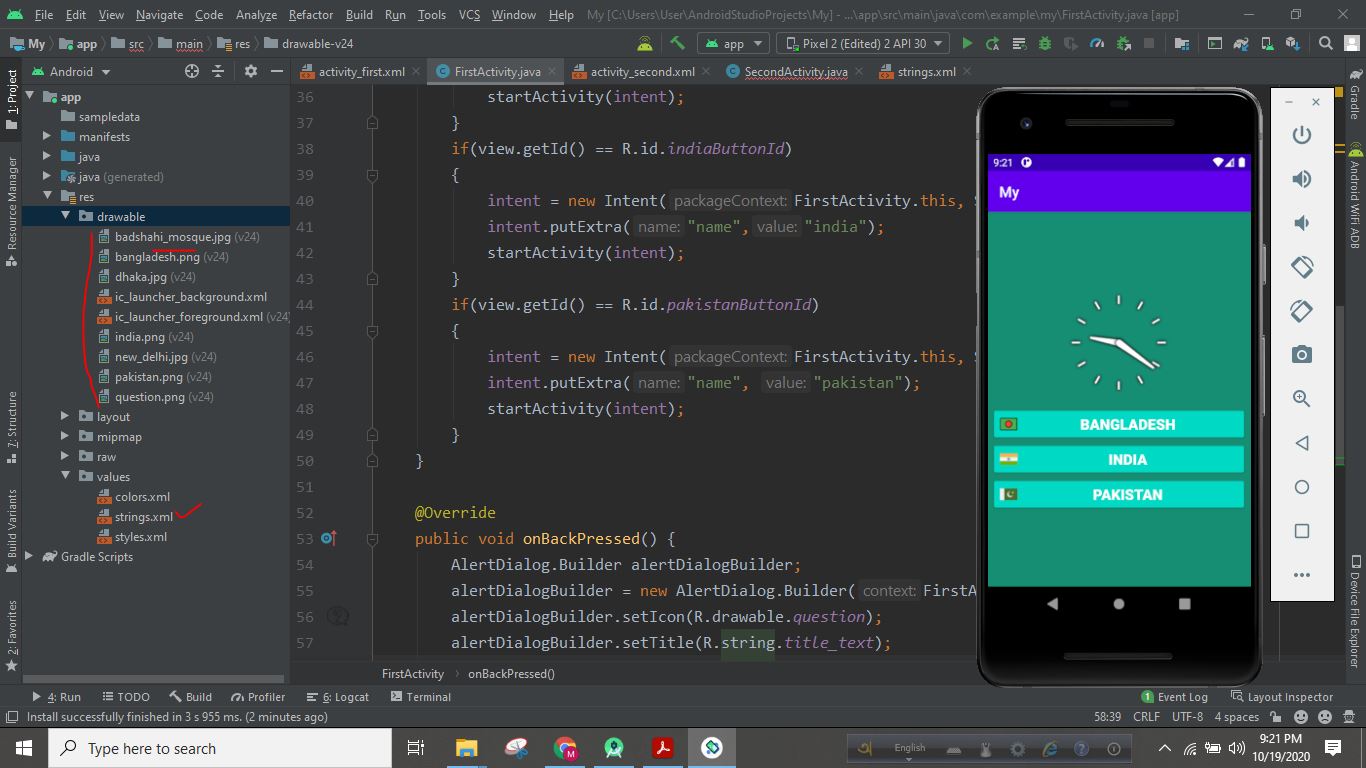 File Edit View Navigate Code Analyze Refactor Build Run Tools VCS Window Help My [C:\Users\User\AndroidStudioProjects\My] - ...\app\src\main\java\com\example\my\FirstActivity.java [app]
My app src main res drawable-v24
app Pixel 2 (Edited) 2 API 30
Android
activity_first.xml FirstActivity.java activity_second.xml SecondActivity.java strings.xml
1: Project
Resource Manager
7: Structure
Build Variants
2: Favorites
app
sampledata
manifests
java
java (generated)
res
drawable
badshahi_mosque.jpg (v24)
bangladesh.png (v24)
dhaka.jpg (v24)
ic_launcher_background.xml
ic_launcher_foreground.xml (v24)
india.png (v24)
new_delhi.jpg (v24)
pakistan.png (v24)
question.png (v24)
layout
mipmap
raw
values
colors.xml
strings.xml
styles.xml
Gradle Scripts
36 startActivity(intent);
37 }
38 if(view.getId() == R.id.indiaButtonId)
39 {
40 intent = new Intent( packageContext: FirstActivity.this,
41 intent.putExtra( name: "name", value: "india");
42 startActivity(intent);
43 }
44 if(view.getId() == R.id.pakistanButtonId)
45 {
46 intent = new Intent( packageContext: FirstActivity.this,
47 intent.putExtra( name: "name", value: "pakistan");
48 startActivity(intent);
49 }
50 }
51
52 @Override
53 public void onBackPressed() {
54 AlertDialog.Builder alertDialogBuilder;
55 alertDialogBuilder = new AlertDialog.Builder( context: FirstA
56 alertDialogBuilder.setIcon(R.drawable.question);
57 alertDialogBuilder.setTitle(R.string.title_text);
FirstActivity onBackPressed()
9:21
My
BANGLADESH
INDIA
PAKISTAN
Gradle
Android WiFi ADB
Device File Explorer
4: Run TODO Build Profiler 6: Logcat Terminal 1 Event Log Layout Inspector
Install successfully finished in 3 s 955 ms. (2 minutes ago) 58:39 CRLF UTF-8 4 spaces
Type here to search
M
অ English
9:21 PM
10/19/2020